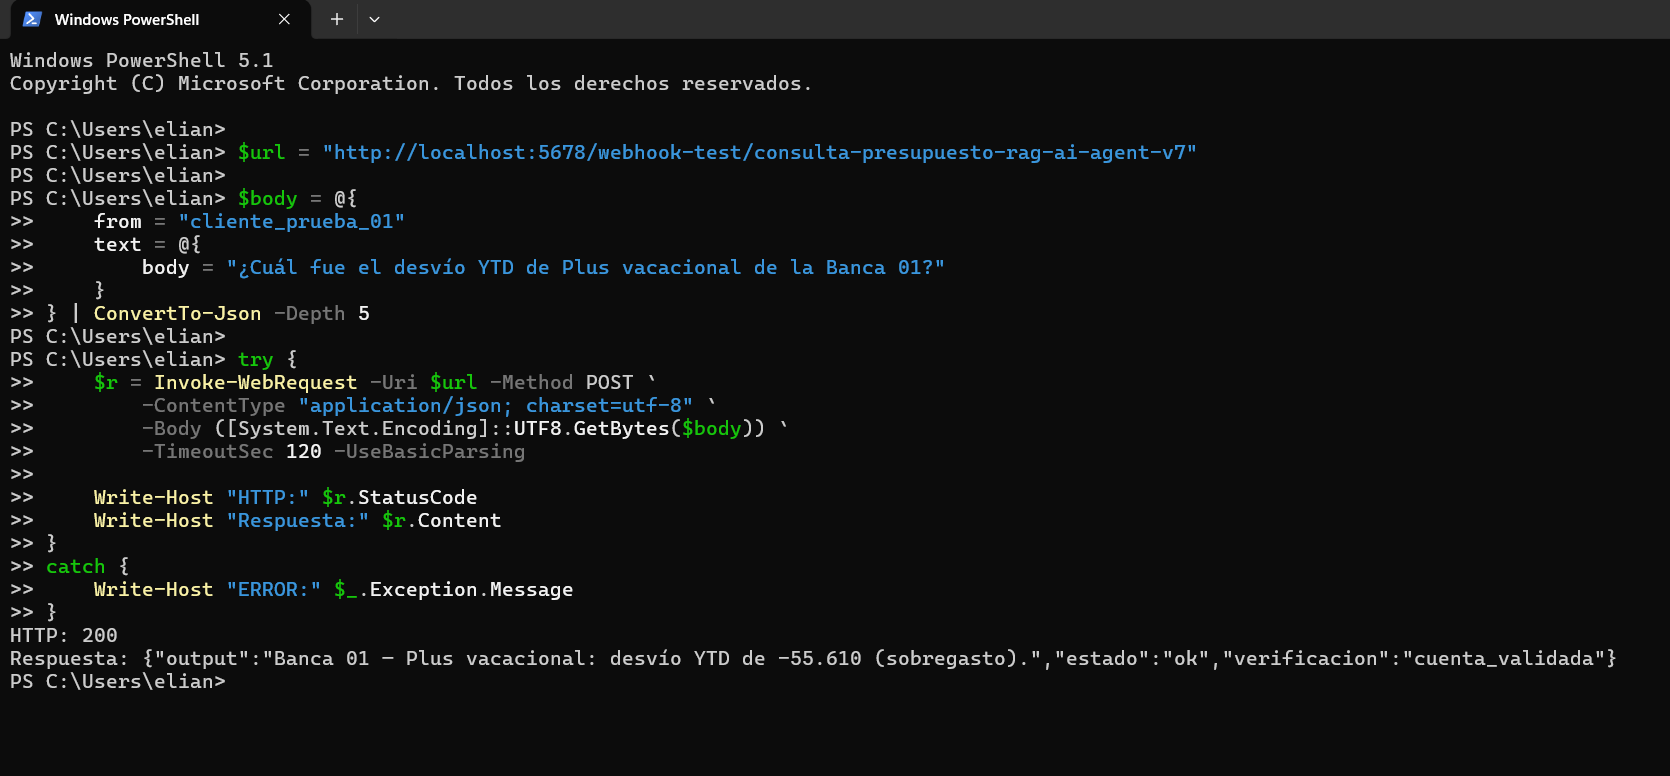 Windows PowerShell
Windows PowerShell 5.1
Copyright (C) Microsoft Corporation. Todos los derechos reservados.
PS C:\Users\elian>
PS C:\Users\elian> $url = "http://localhost:5678/webhook-test/consulta-presupuesto-rag-ai-agent-v7"
PS C:\Users\elian>
PS C:\Users\elian> $body = @{
>>     from = "cliente_prueba_01"
>>     text = @{
>>         body = "¿Cuál fue el desvío YTD de Plus vacacional de la Banca 01?"
>>     }
>> } | ConvertTo-Json -Depth 5
PS C:\Users\elian>
PS C:\Users\elian> try {
>>     $r = Invoke-WebRequest -Uri $url -Method POST `
>>         -ContentType "application/json; charset=utf-8" `
>>         -Body ([System.Text.Encoding]::UTF8.GetBytes($body)) `
>>         -TimeoutSec 120 -UseBasicParsing
>>
>>     Write-Host "HTTP:" $r.StatusCode
>>     Write-Host "Respuesta:" $r.Content
>> }
>> catch {
>>     Write-Host "ERROR:" $_.Exception.Message
>> }
HTTP: 200
Respuesta: {"output":"Banca 01 — Plus vacacional: desvío YTD de -55.610 (sobregasto).","estado":"ok","verificacion":"cuenta_validada"}
PS C:\Users\elian>